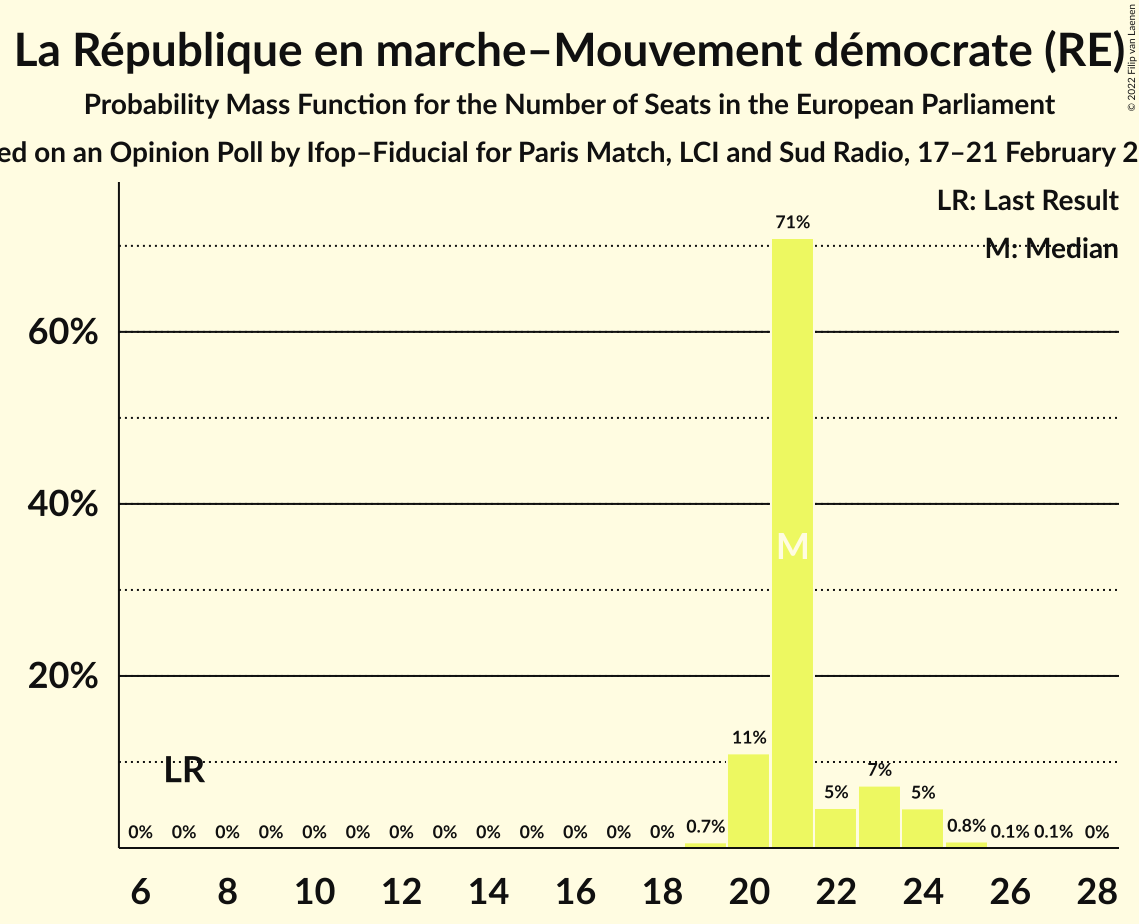 La République en marche–Mouvement démocrate (RE)
© 2022 Filip van Laenen
Probability Mass Function for the Number of Seats in the European Parliament
ed on an Opinion Poll by Ifop–Fiducial for Paris Match, LCI and Sud Radio, 17–21 February 2
LR: Last Result
M: Median
71%
60%
40%
M
20%
11%
LR
7%
5%
5%
0% 0% 0% 0% 0% 0% 0% 0% 0% 0% 0% 0% 0% 0.7% 0.8% 0.1% 0.1% 0%
6 8 10 12 14 16 18 20 22 24 26 28